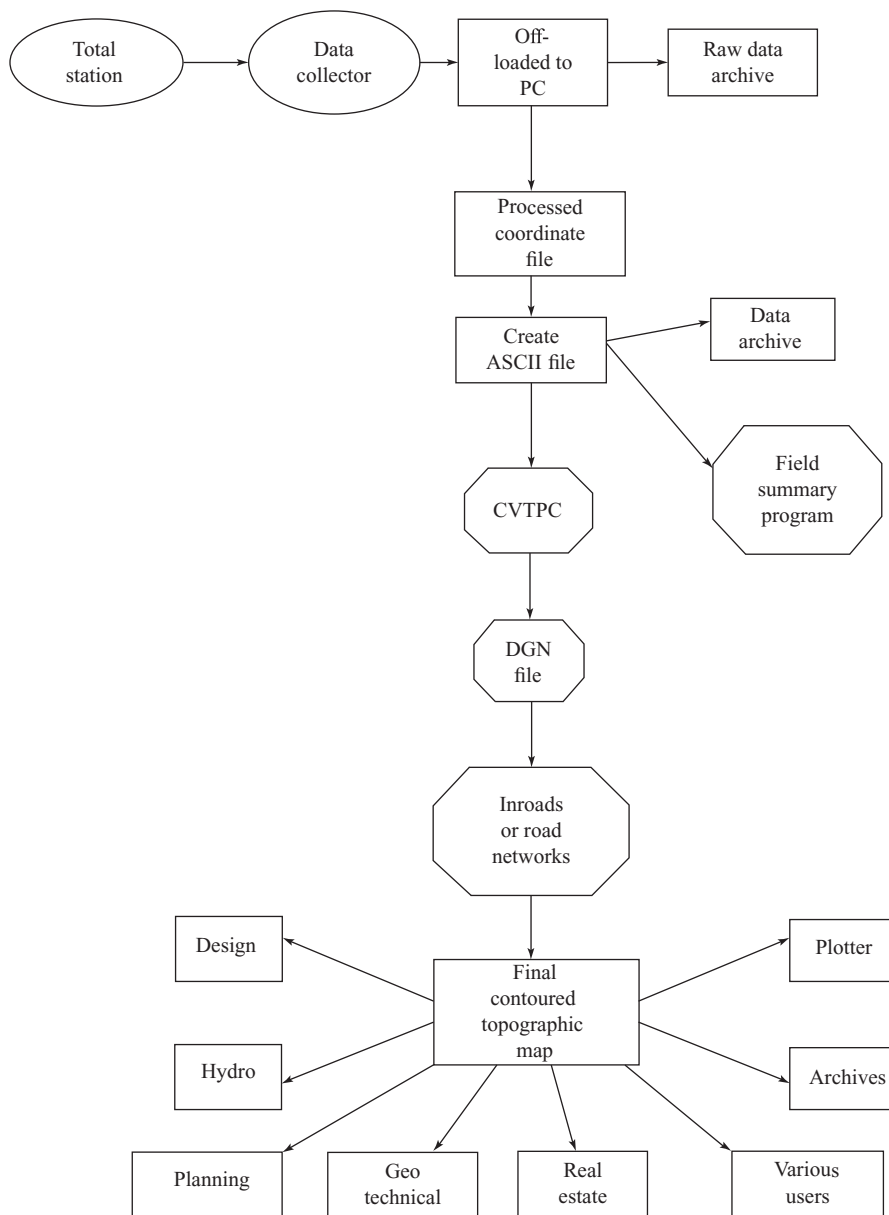 Total
station
Data
collector
Off-
loaded to
PC
Raw data
archive
Processed
coordinate
file
Create
ASCII file
Data
archive
Field
summary
program
CVTPC
DGN
file
Inroads
or road
networks
Design
Final
contoured
topographic
map
Plotter
Hydro
Archives
Planning
Geo
technical
Real
estate
Various
users